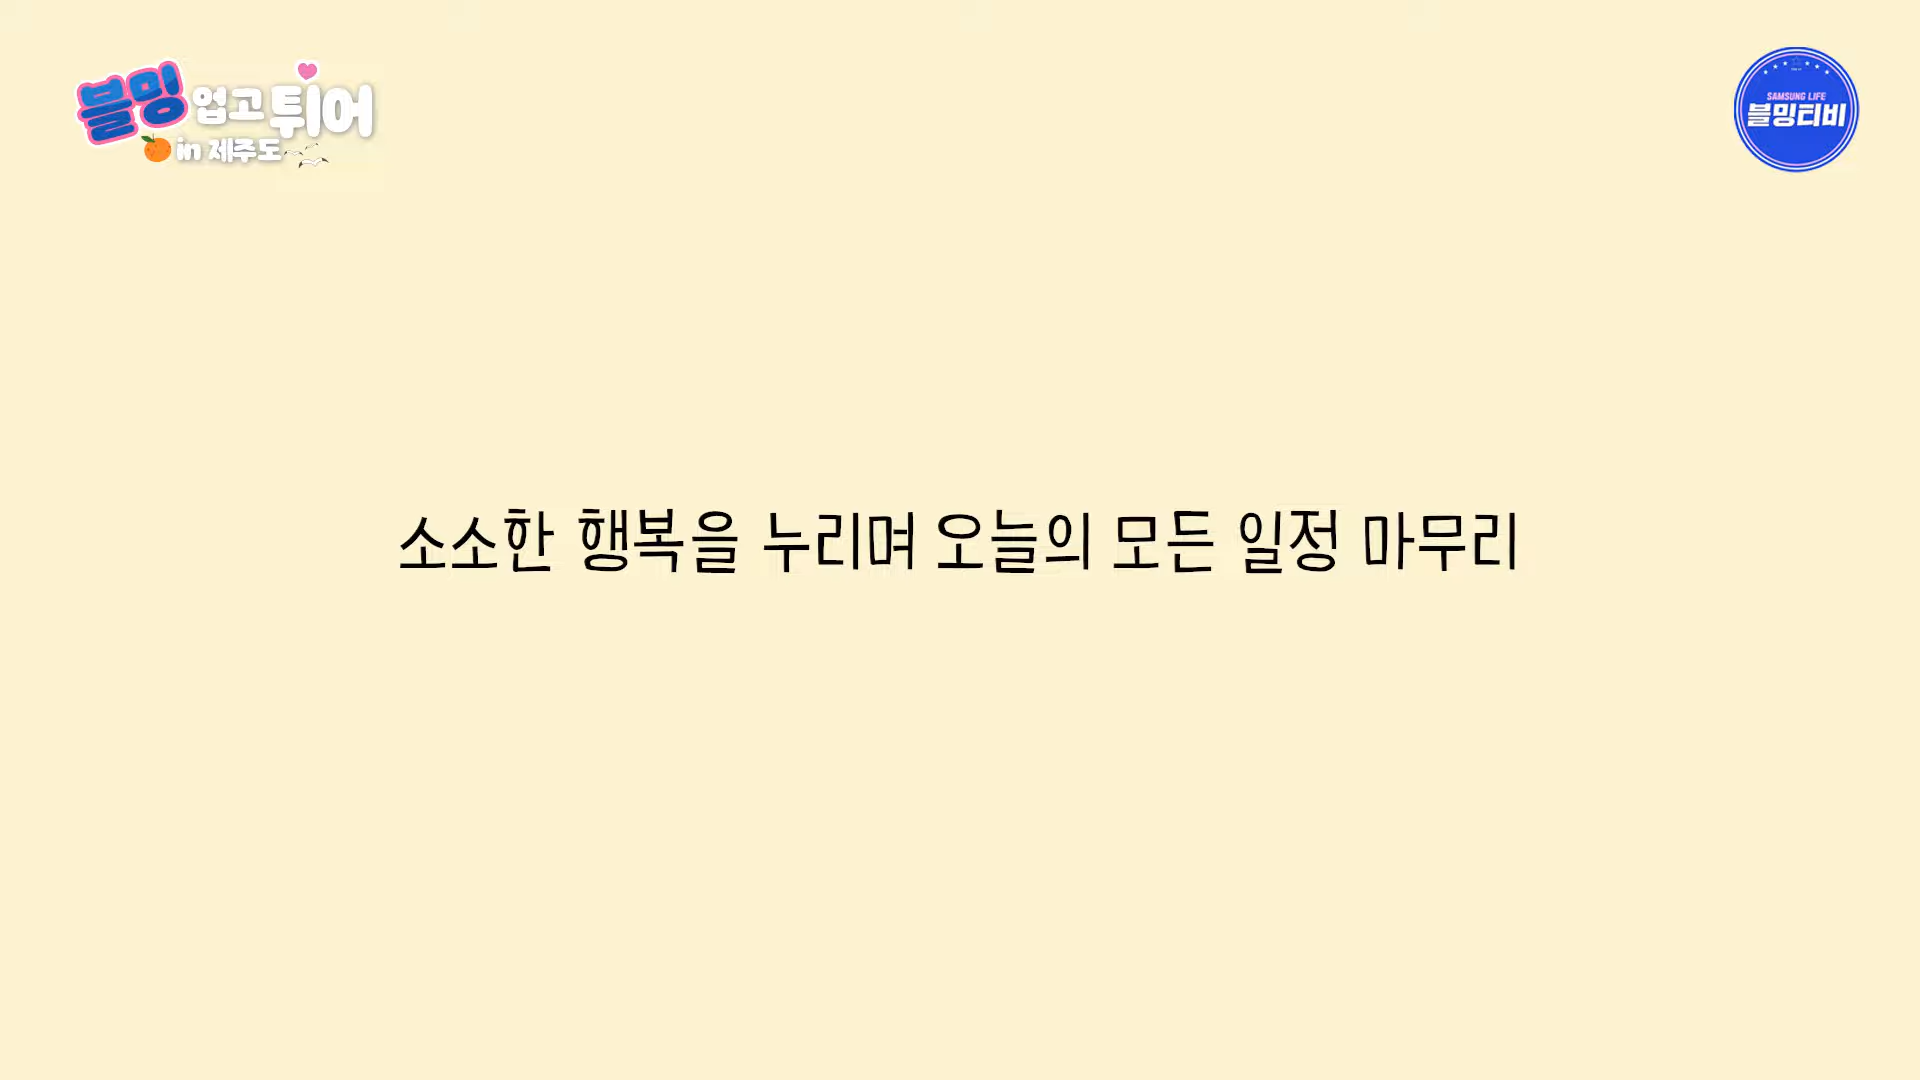 블밍 업고 튀어
in 제주도
SAMSUNG LIFE
블밍티비
소소한 행복을 누리며 오늘의 모든 일정 마무리